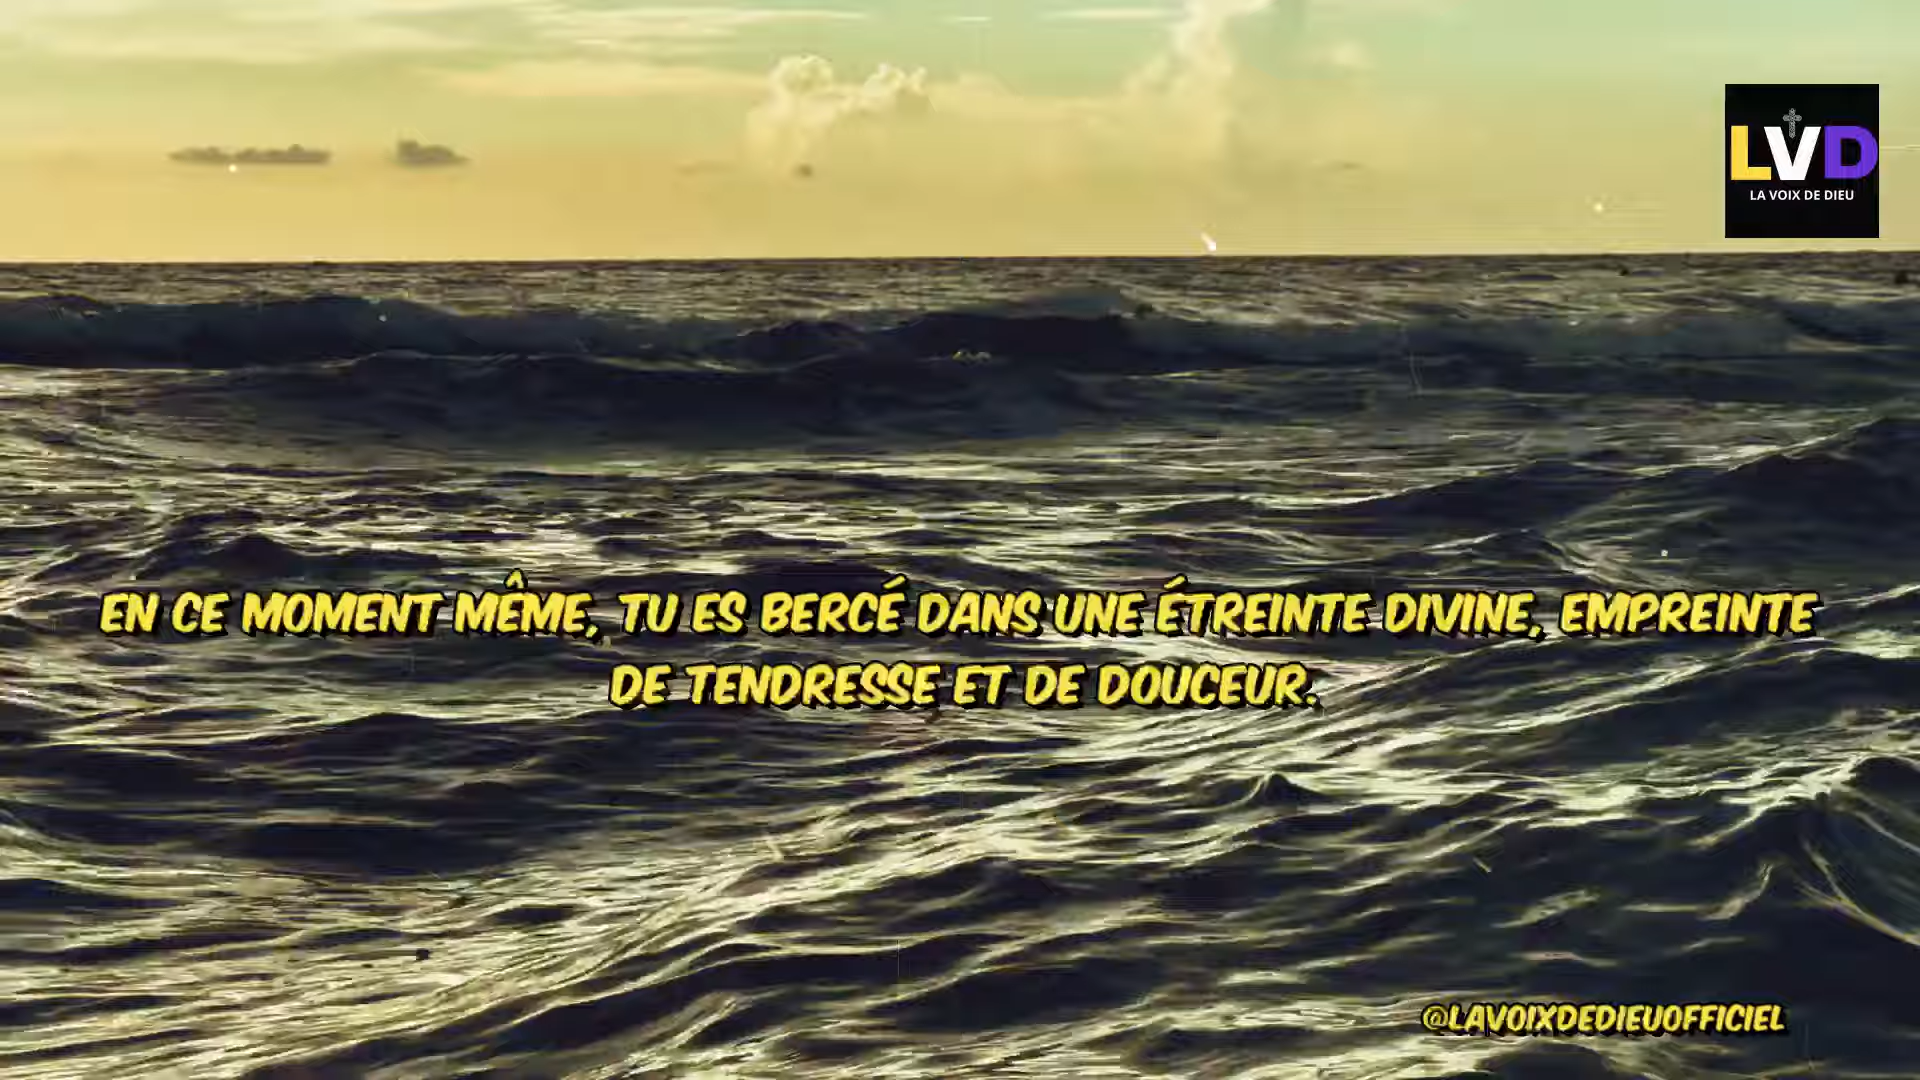 LVD
LA VOIX DE DIEU
EN CE MOMENT MÊME, TU ES BERCÉ DANS UNE ÉTREINTE DIVINE, EMPREINTE
DE TENDRESSE ET DE DOUCEUR.
@LAVOIXDEDIEUOFFICIEL